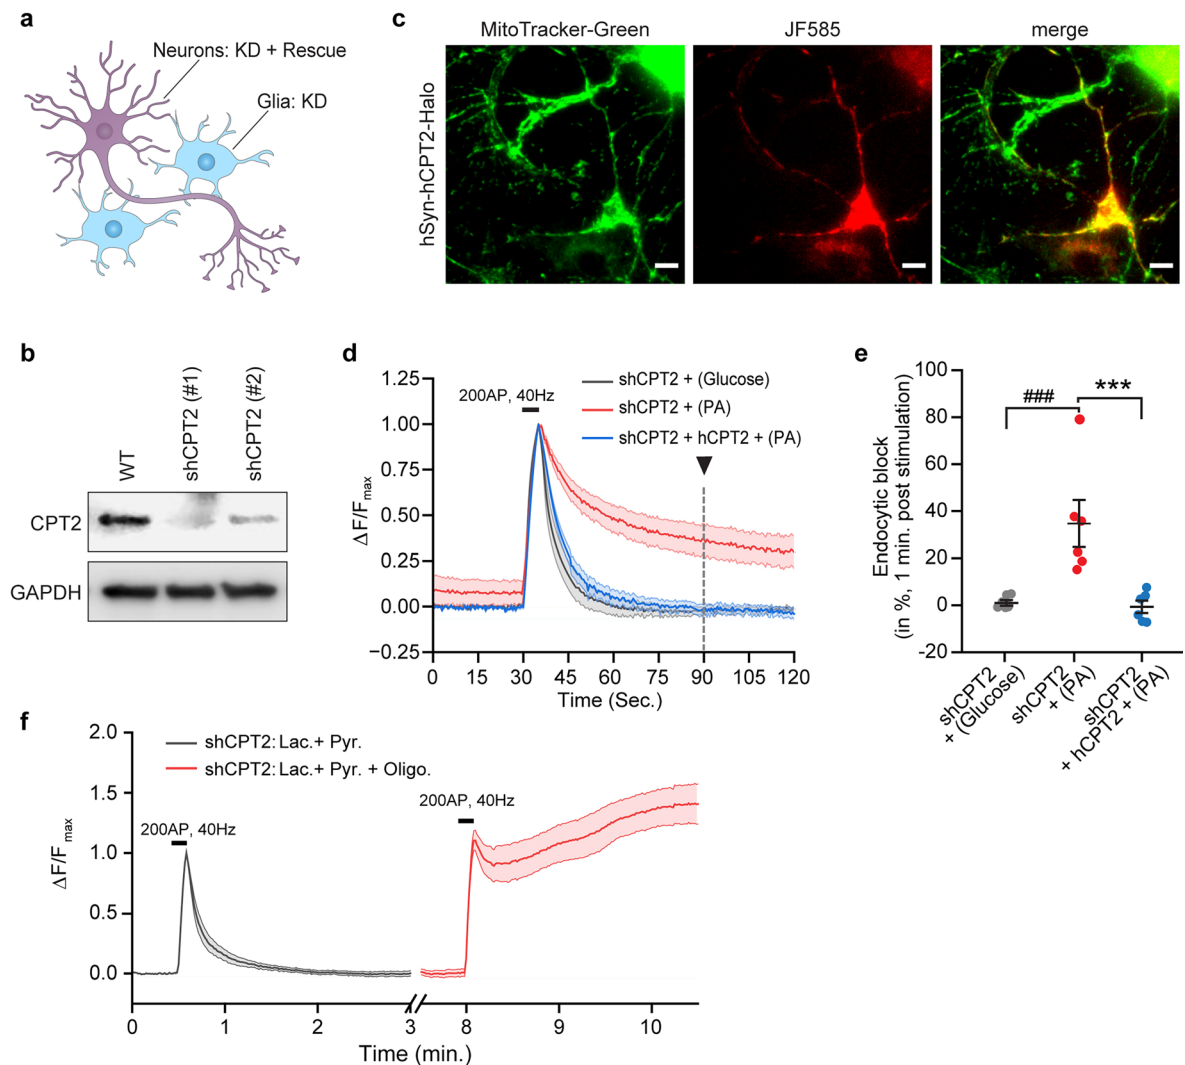 a
Neurons: KD + Rescue
Glia: KD
c
MitoTracker-Green
JF585
merge
hSyn-hCPT2-Halo
b
WT
shCPT2 (#1)
shCPT2 (#2)
CPT2
GAPDH
d
1.25
1.00
0.75
0.50
0.25
0.00
−0.25
ΔF/Fmax
200AP, 40Hz
shCPT2 + (Glucose)
shCPT2 + (PA)
shCPT2 + hCPT2 + (PA)
0 15 30 45 60 75 90 105 120
Time (Sec.)
e
Endocytic block
(in %, 1 min. post stimulation)
100
80
60
40
20
0
-20
###
***
shCPT2
+ (Glucose)
shCPT2
+ (PA)
shCPT2
+ hCPT2 + (PA)
f
2.0
1.5
1.0
0.5
0.0
ΔF/Fmax
shCPT2: Lac.+ Pyr.
shCPT2: Lac.+ Pyr. + Oligo.
200AP, 40Hz
200AP, 40Hz
0 1 2 3 8 9 10
Time (min.)